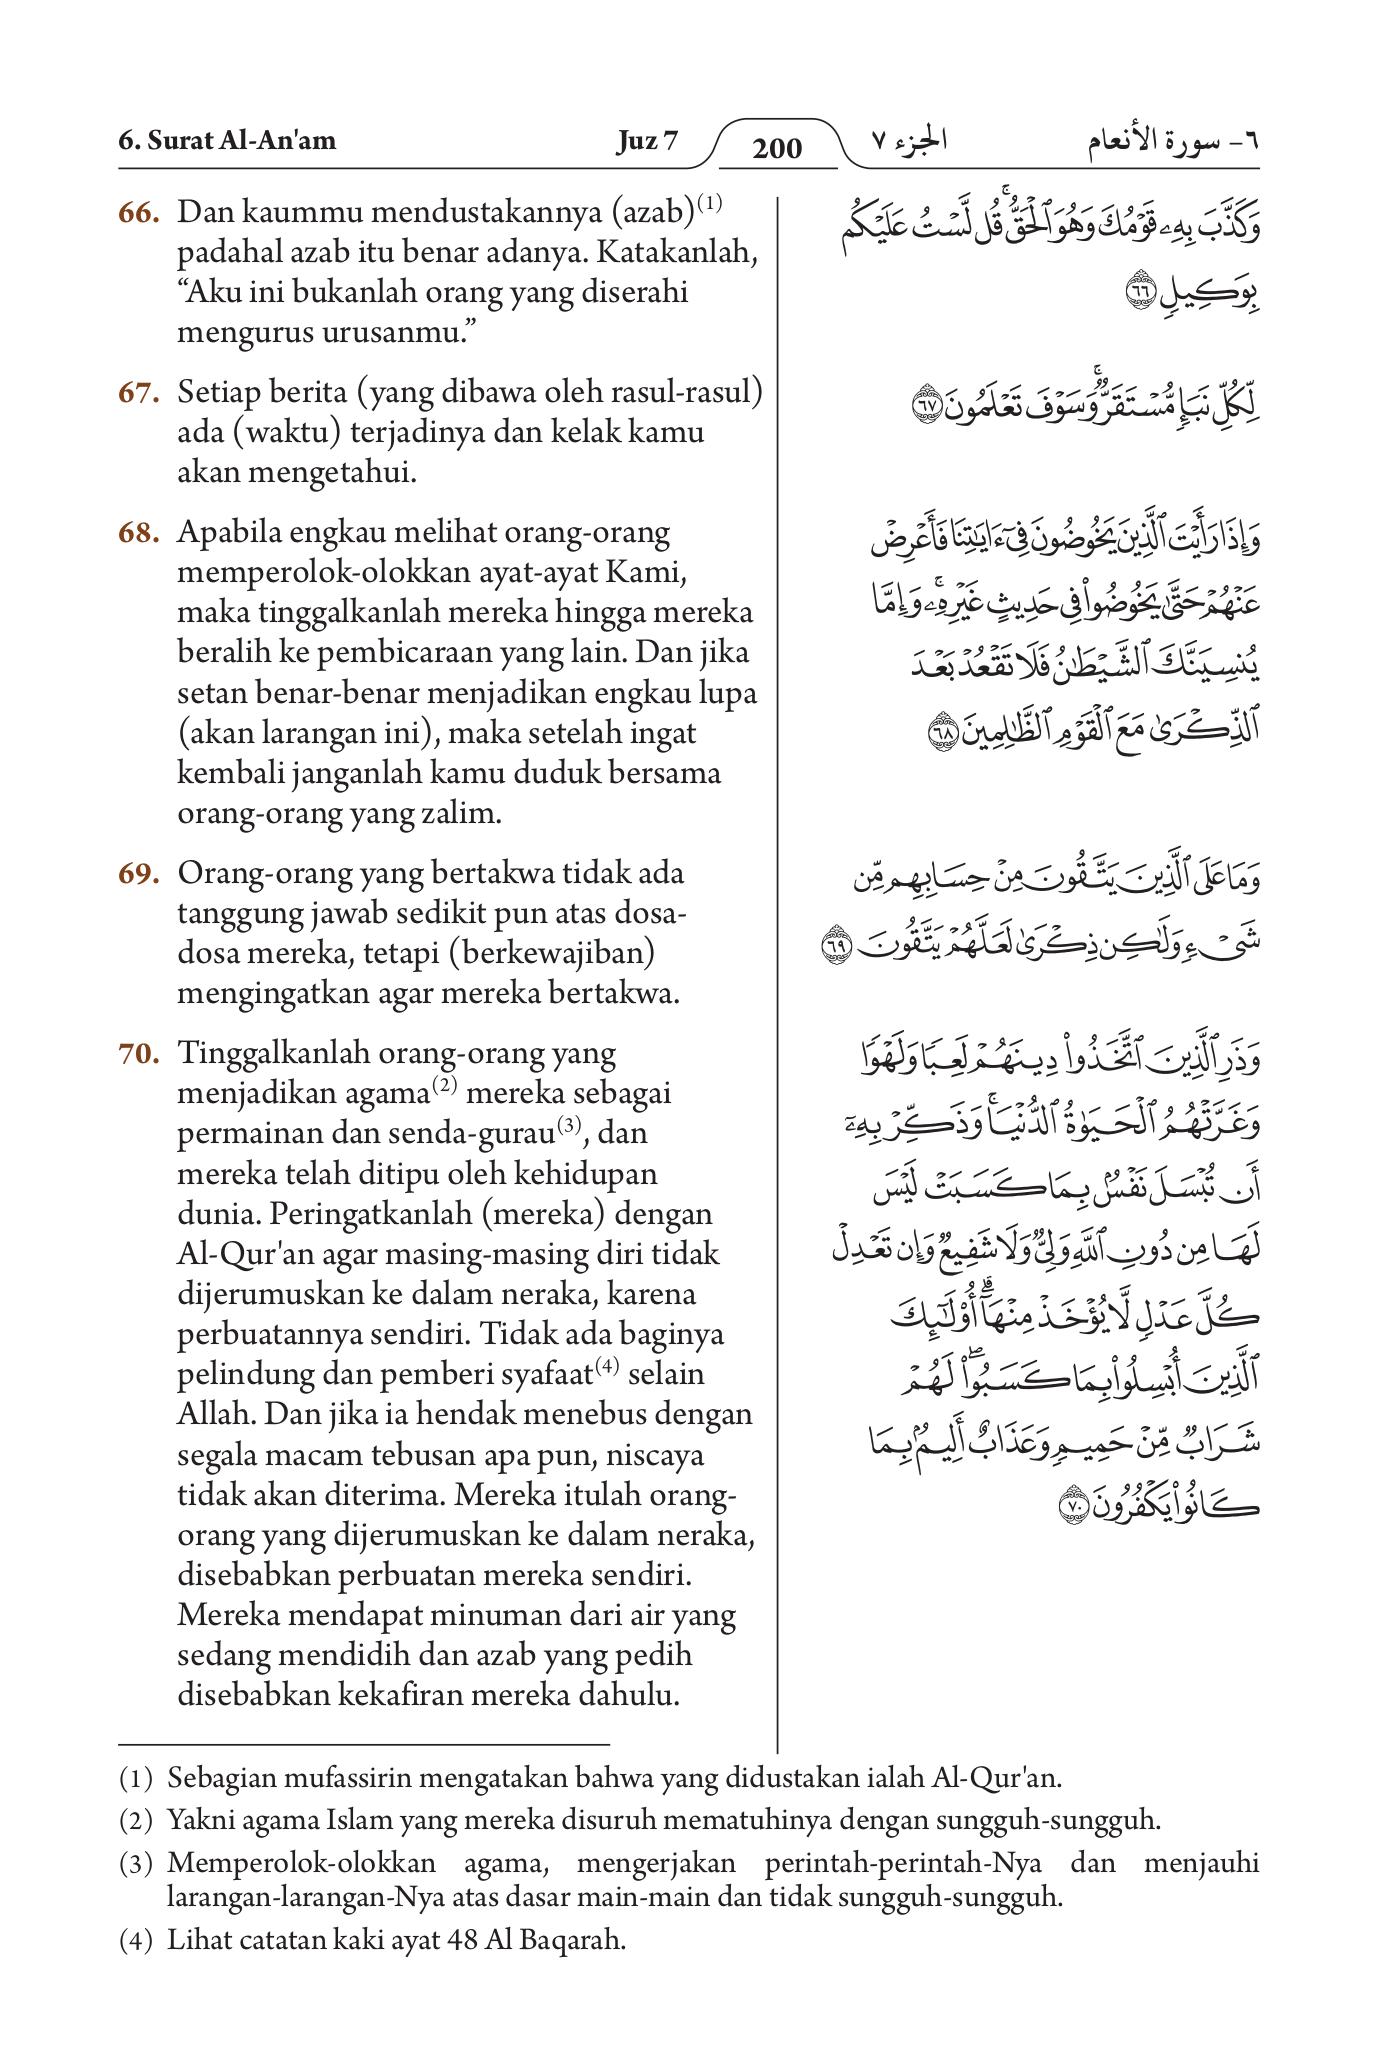 6. Surat Al-An'am Juz 7 200 الجزء ٧ ٦- سورة الأنعام
66. Dan kaummu mendustakannya (azab)(1)
padahal azab itu benar adanya. Katakanlah,
“Aku ini bukanlah orang yang diserahi
mengurus urusanmu.”
67. Setiap berita (yang dibawa oleh rasul-rasul)
ada (waktu) terjadinya dan kelak kamu
akan mengetahui.
68. Apabila engkau melihat orang-orang
memperolok-olokkan ayat-ayat Kami,
maka tinggalkanlah mereka hingga mereka
beralih ke pembicaraan yang lain. Dan jika
setan benar-benar menjadikan engkau lupa
(akan larangan ini), maka setelah ingat
kembali janganlah kamu duduk bersama
orang-orang yang zalim.
69. Orang-orang yang bertakwa tidak ada
tanggung jawab sedikit pun atas dosa-
dosa mereka, tetapi (berkewajiban)
mengingatkan agar mereka bertakwa.
70. Tinggalkanlah orang-orang yang
menjadikan agama(2) mereka sebagai
permainan dan senda-gurau(3), dan
mereka telah ditipu oleh kehidupan
dunia. Peringatkanlah (mereka) dengan
Al-Qur'an agar masing-masing diri tidak
dijerumuskan ke dalam neraka, karena
perbuatannya sendiri. Tidak ada baginya
pelindung dan pemberi syafaat(4) selain
Allah. Dan jika ia hendak menebus dengan
segala macam tebusan apa pun, niscaya
tidak akan diterima. Mereka itulah orang-
orang yang dijerumuskan ke dalam neraka,
disebabkan perbuatan mereka sendiri.
Mereka mendapat minuman dari air yang
sedang mendidih dan azab yang pedih
disebabkan kekafiran mereka dahulu.
وَكَذَّبَ بِهِۦ قَوۡمُكَ وَهُوَ ٱلۡحَقُّۚ قُل لَّسۡتُ عَلَيۡكُم
بِوَكِيلٖ ٦٦
لِّكُلِّ نَبَإٖ مُّسۡتَقَرّٞۚ وَسَوۡفَ تَعۡلَمُونَ ٦٧
وَإِذَا رَأَيۡتَ ٱلَّذِينَ يَخُوضُونَ فِيٓ ءَايَٰتِنَا فَأَعۡرِضۡ
عَنۡهُمۡ حَتَّىٰ يَخُوضُواْ فِي حَدِيثٍ غَيۡرِهِۦۚ وَإِمَّا
يُنسِيَنَّكَ ٱلشَّيۡطَٰنُ فَلَا تَقۡعُدۡ بَعۡدَ
ٱلذِّكۡرَىٰ مَعَ ٱلۡقَوۡمِ ٱلظَّٰلِمِينَ ٦٨
وَمَا عَلَى ٱلَّذِينَ يَتَّقُونَ مِنۡ حِسَابِهِم مِّن
شَيۡءٖ وَلَٰكِن ذِكۡرَىٰ لَعَلَّهُمۡ يَتَّقُونَ ٦٩
وَذَرِ ٱلَّذِينَ ٱتَّخَذُواْ دِينَهُمۡ لَعِبٗا وَلَهۡوٗا
وَغَرَّتۡهُمُ ٱلۡحَيَوٰةُ ٱلدُّنۡيَاۚ وَذَكِّرۡ بِهِۦٓ
أَن تُبۡسَلَ نَفۡسُۢ بِمَا كَسَبَتۡ لَيۡسَ
لَهَا مِن دُونِ ٱللَّهِ وَلِيّٞ وَلَا شَفِيعٞ وَإِن تَعۡدِلۡ
كُلَّ عَدۡلٖ لَّا يُؤۡخَذۡ مِنۡهَآۗ أُوْلَٰٓئِكَ
ٱلَّذِينَ أُبۡسِلُواْ بِمَا كَسَبُواْۖ لَهُمۡ
شَرَابٞ مِّنۡ حَمِيمٖ وَعَذَابٌ أَلِيمُۢ بِمَا
كَانُواْ يَكۡفُرُونَ ٧٠
(1) Sebagian mufassirin mengatakan bahwa yang didustakan ialah Al-Qur'an.
(2) Yakni agama Islam yang mereka disuruh mematuhinya dengan sungguh-sungguh.
(3) Memperolok-olokkan agama, mengerjakan perintah-perintah-Nya dan menjauhi
larangan-larangan-Nya atas dasar main-main dan tidak sungguh-sungguh.
(4) Lihat catatan kaki ayat 48 Al Baqarah.